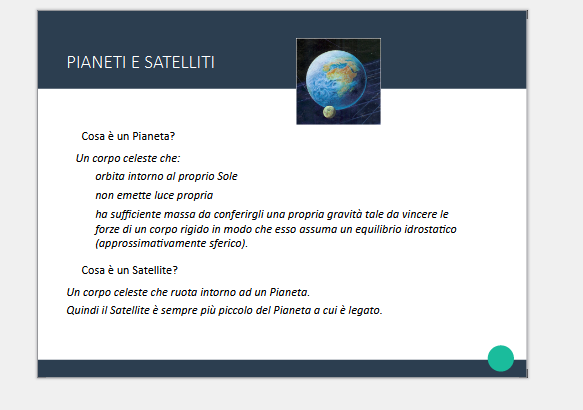 PIANETI E SATELLITI
Cosa è un Pianeta?
Un corpo celeste che:
orbita intorno al proprio Sole
non emette luce propria
ha sufficiente massa da conferirgli una propria gravità tale da vincere le
forze di un corpo rigido in modo che esso assuma un equilibrio idrostatico
(approssimativamente sferico).
Cosa è un Satellite?
Un corpo celeste che ruota intorno ad un Pianeta.
Quindi il Satellite è sempre più piccolo del Pianeta a cui è legato.